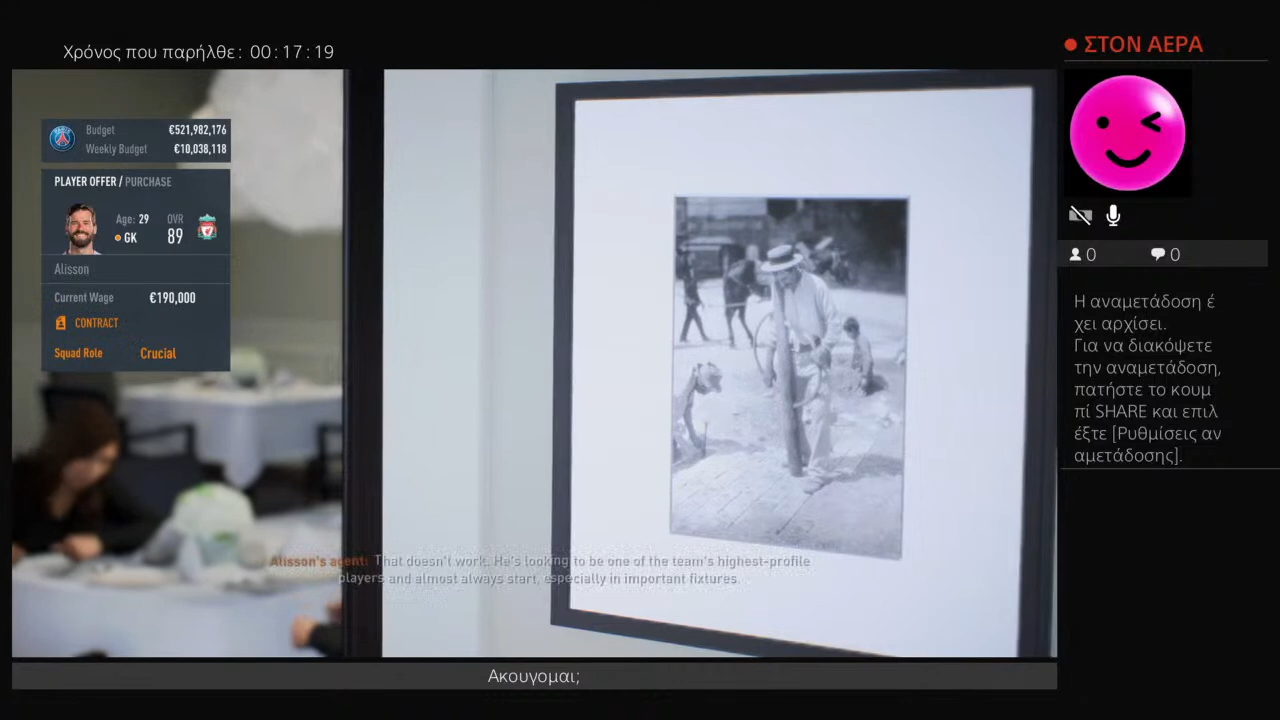 Χρόνος που παρήλθε: 00:17:19
ΣΤΟΝ ΑΕΡΑ
Budget €521,982,176
Weekly Budget €10,038,118
PLAYER OFFER / PURCHASE
Age: 29 OVR
GK 89
Alisson
Current Wage €190,000
CONTRACT
Squad Role Crucial
0 0
Η αναμετάδοση έ
χει αρχίσει.
Για να διακόψετε
την αναμετάδοση,
πατήστε το κουμ
πί SHARE και επιλ
έξτε [Ρυθμίσεις αν
αμετάδοσης].
Alisson's agent: That doesn't work. He's looking to be one of the team's highest-profile
players and almost always start, especially in important fixtures.
Ακουγομαι;